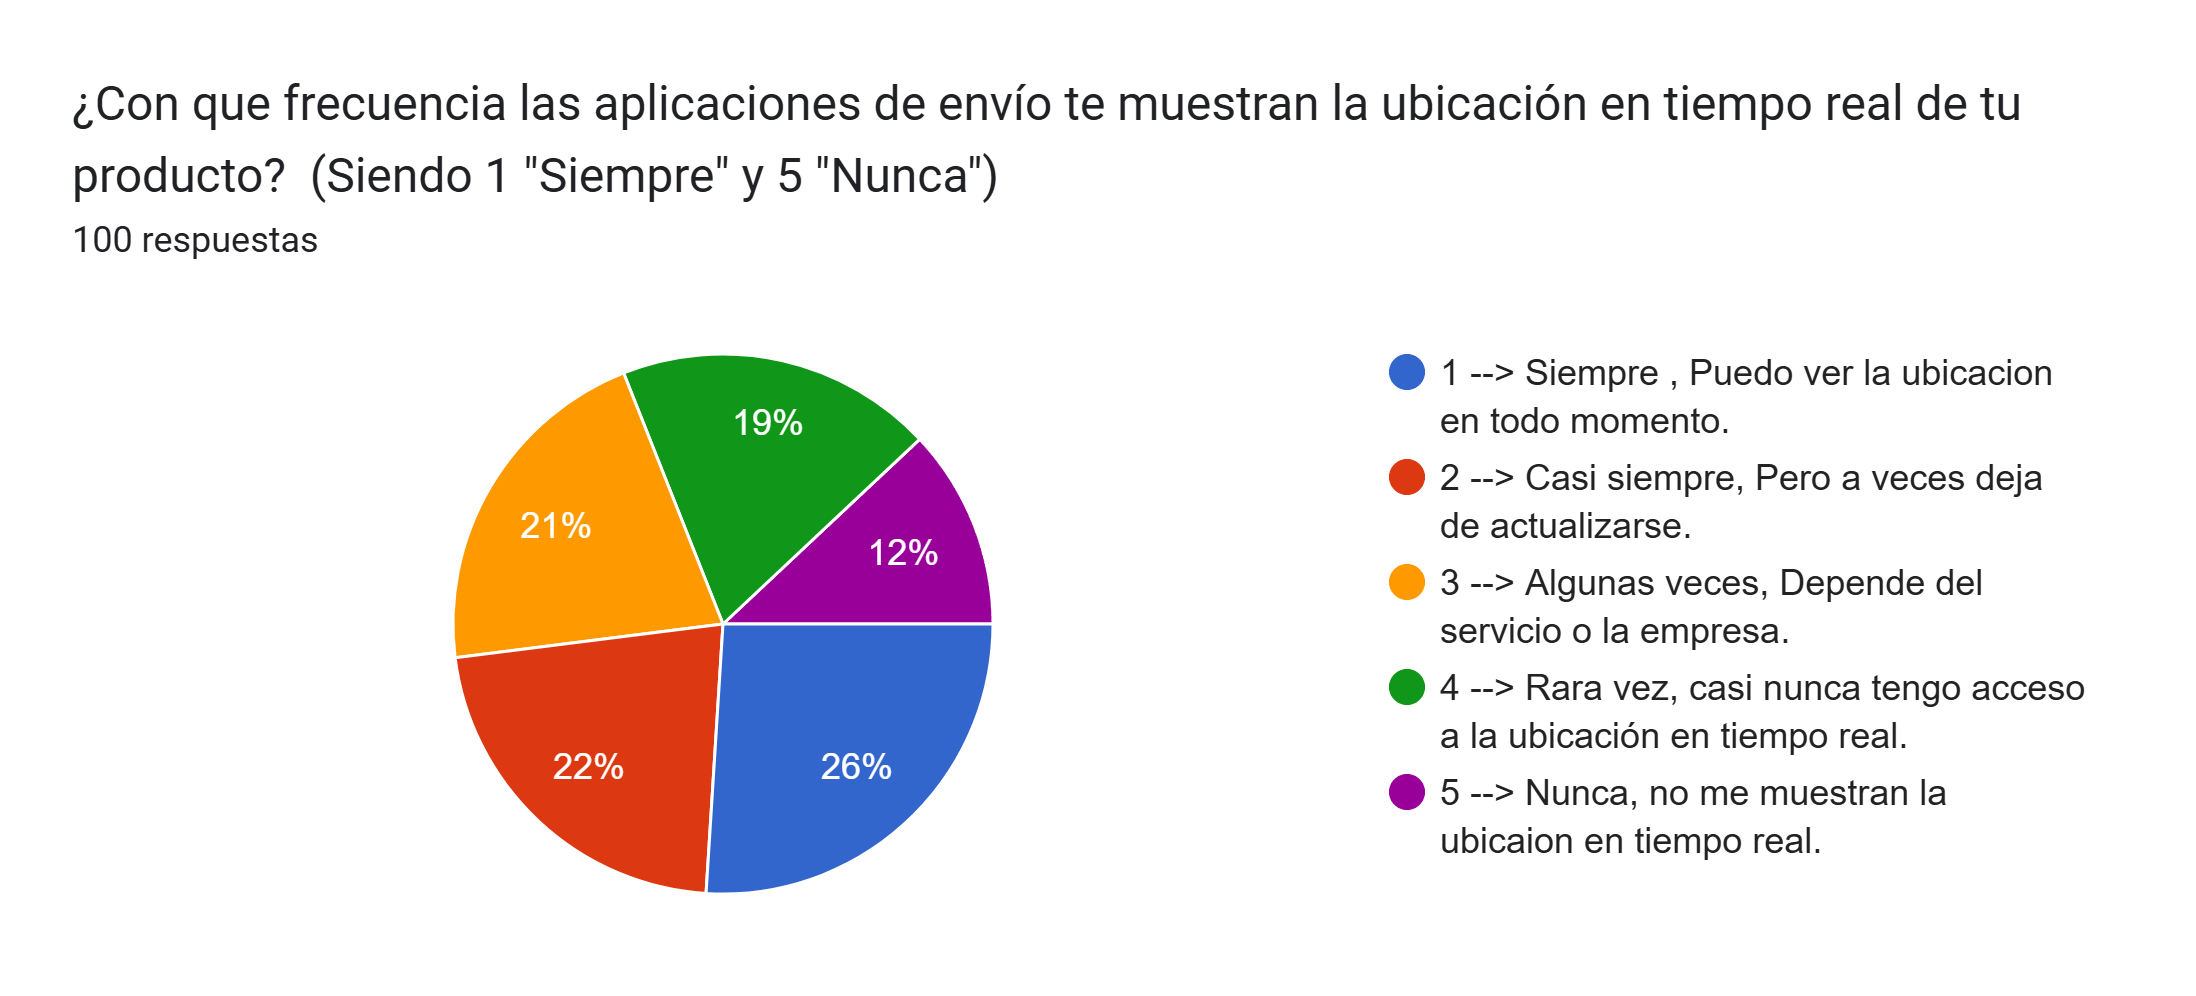 ¿Con que frecuencia las aplicaciones de envío te muestran la ubicación en tiempo real de tu
producto?  (Siendo 1 "Siempre" y 5 "Nunca")
100 respuestas
19%
12%
21%
22%
26%
1 --> Siempre , Puedo ver la ubicacion
en todo momento.
2 --> Casi siempre, Pero a veces deja
de actualizarse.
3 --> Algunas veces, Depende del
servicio o la empresa.
4 --> Rara vez, casi nunca tengo acceso
a la ubicación en tiempo real.
5 --> Nunca, no me muestran la
ubicaion en tiempo real.